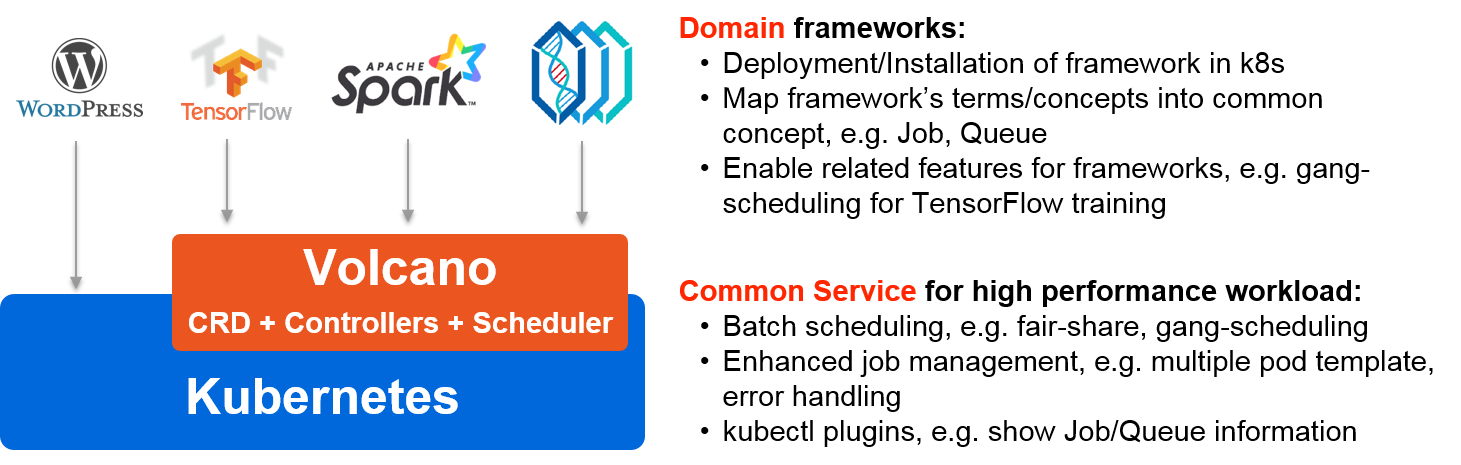 WORDPRESS
TensorFlow
APACHE
Spark™
Volcano
CRD + Controllers + Scheduler
Kubernetes
Domain frameworks:
• Deployment/Installation of framework in k8s
• Map framework’s terms/concepts into common
concept, e.g. Job, Queue
• Enable related features for frameworks, e.g. gang-
scheduling for TensorFlow training
Common Service for high performance workload:
• Batch scheduling, e.g. fair-share, gang-scheduling
• Enhanced job management, e.g. multiple pod template,
error handling
• kubectl plugins, e.g. show Job/Queue information